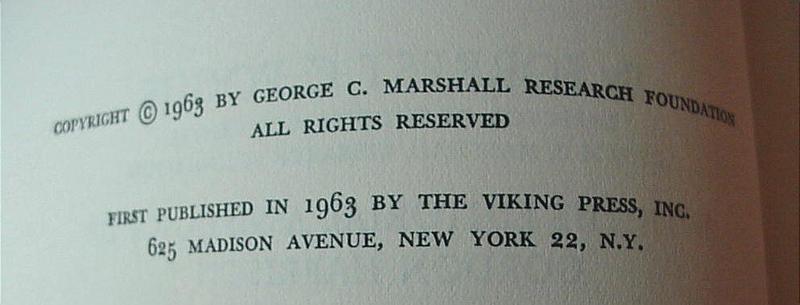 COPYRIGHT © 1963 BY GEORGE C. MARSHALL RESEARCH FOUNDATION
ALL RIGHTS RESERVED
FIRST PUBLISHED IN 1963 BY THE VIKING PRESS, INC.
625 MADISON AVENUE, NEW YORK 22, N.Y.